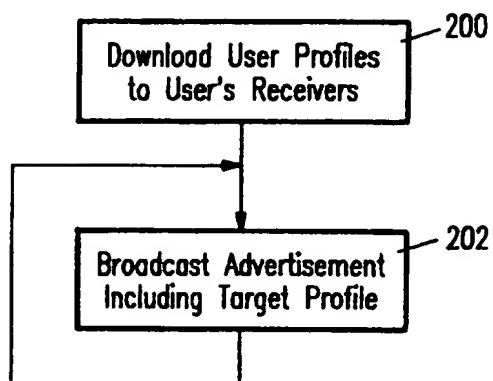 200
Download User Profiles
to User's Receivers
202
Broadcast Advertisement
Including Target Profile